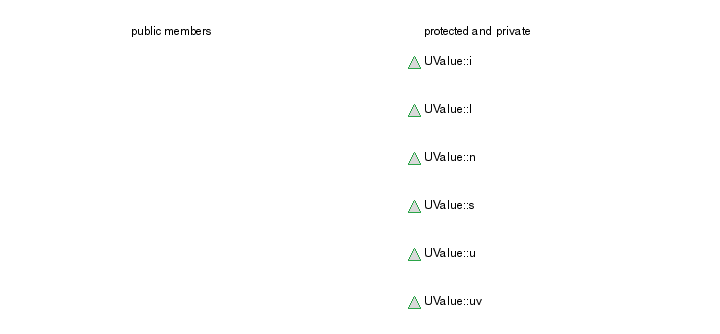 public members
protected and private
UValue::i
UValue::l
UValue::n
UValue::s
UValue::u
UValue::uv